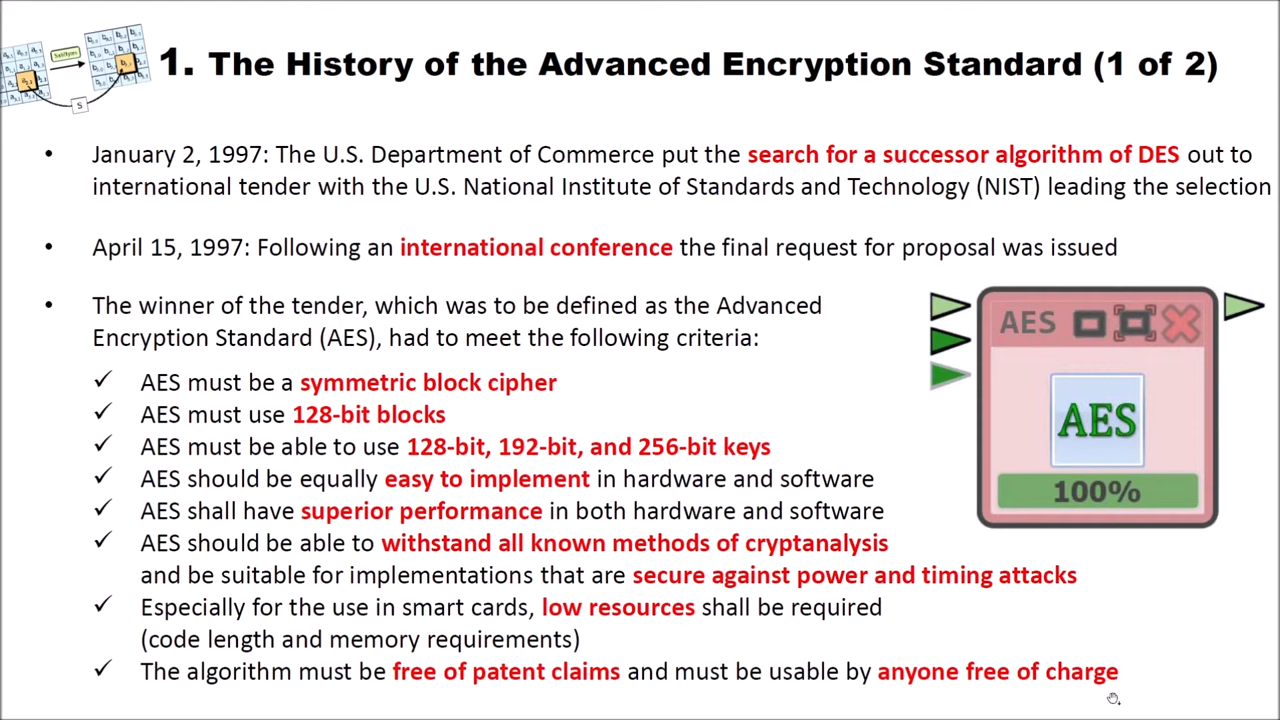 1. The History of the Advanced Encryption Standard (1 of 2)
SubBytes
S
• January 2, 1997: The U.S. Department of Commerce put the search for a successor algorithm of DES out to
international tender with the U.S. National Institute of Standards and Technology (NIST) leading the selection
• April 15, 1997: Following an international conference the final request for proposal was issued
• The winner of the tender, which was to be defined as the Advanced
Encryption Standard (AES), had to meet the following criteria:
✓ AES must be a symmetric block cipher
✓ AES must use 128-bit blocks
✓ AES must be able to use 128-bit, 192-bit, and 256-bit keys
✓ AES should be equally easy to implement in hardware and software
✓ AES shall have superior performance in both hardware and software
✓ AES should be able to withstand all known methods of cryptanalysis
and be suitable for implementations that are secure against power and timing attacks
✓ Especially for the use in smart cards, low resources shall be required
(code length and memory requirements)
✓ The algorithm must be free of patent claims and must be usable by anyone free of charge
AES
AES
100%